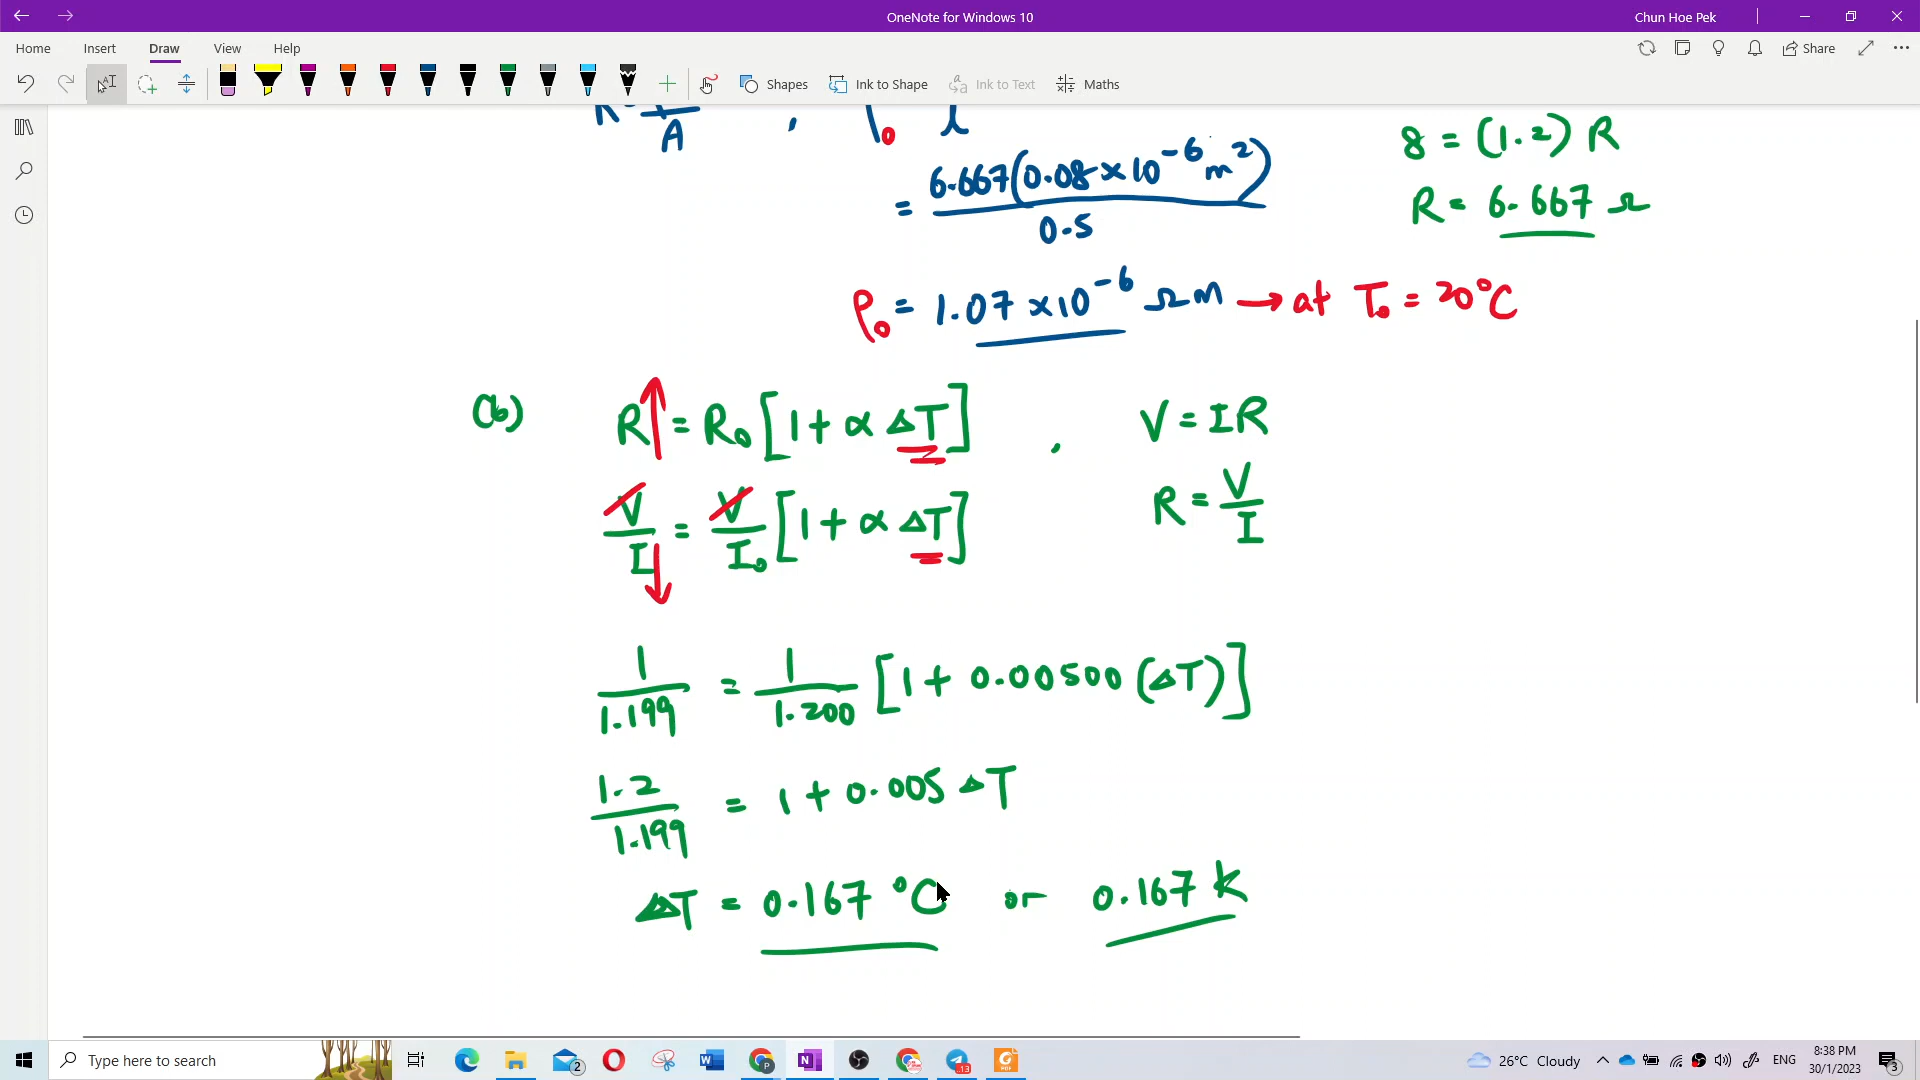 OneNote for Windows 10
Chun Hoe Pek
Home Insert Draw View Help
Share
Shapes Ink to Shape Ink to Text Maths
R = A , ρ₀ l
8 = (1.2) R
= 6.667(0.08×10⁻⁶ m²) / 0.5
R = 6.667 Ω
ρ₀ = 1.07 ×10⁻⁶ Ωm → at T₀ = 20°C
(b) R↑ = R₀ [1 + α ΔT] , V = IR
V/I↓ = V/I₀ [1 + α ΔT]
R = V/I
1/1.199 = 1/1.200 [1 + 0.00500 (ΔT)]
1.2/1.199 = 1 + 0.005 ΔT
ΔT = 0.167 °C or 0.167 K
Type here to search
2
13
26°C Cloudy
ENG
8:38 PM
30/1/2023
3